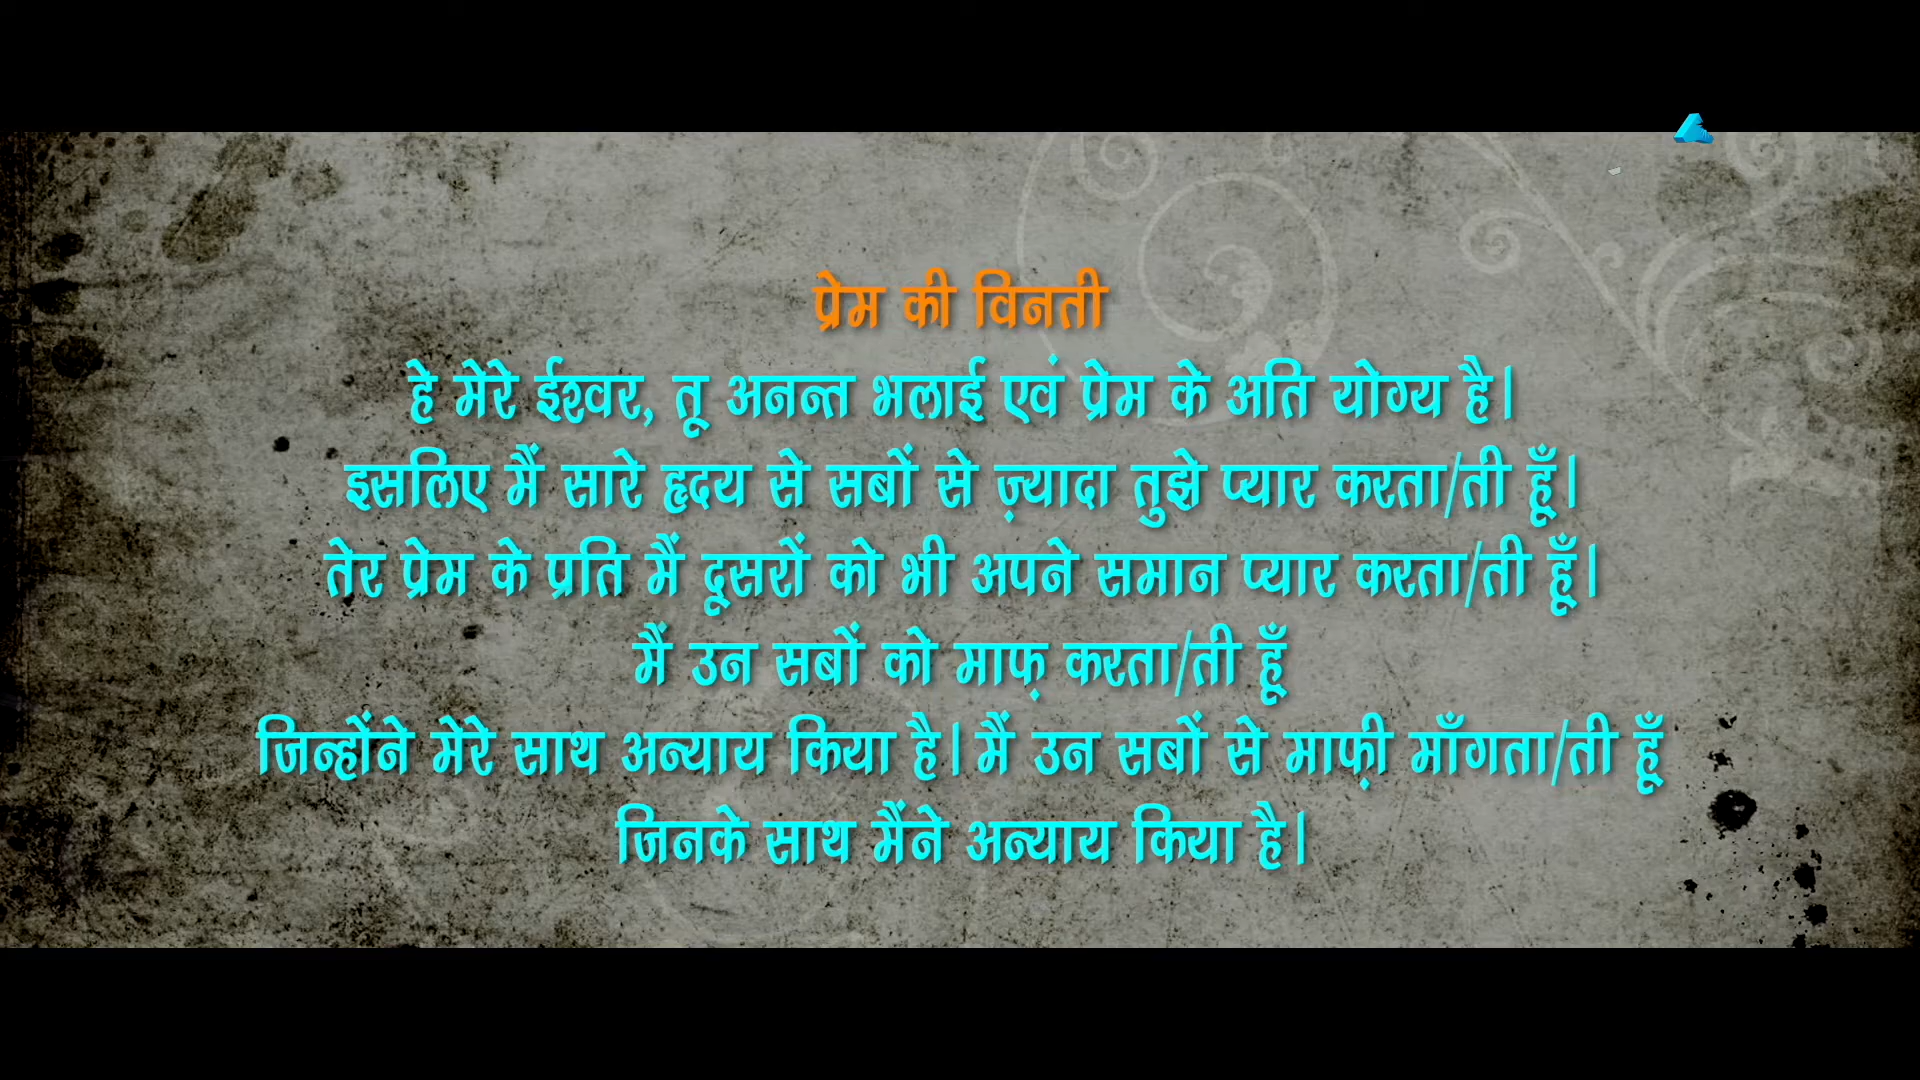 प्रेम की विनती
हे मेरे ईश्वर, तू अनन्त भलाई एवं प्रेम के अति योग्य है।
इसलिए मैं सारे हृदय से सबों से ज़्यादा तुझे प्यार करता/ती हूँ।
तेर प्रेम के प्रति मैं दूसरों को भी अपने समान प्यार करता/ती हूँ।
मैं उन सबों को माफ़ करता/ती हूँ
जिन्होंने मेरे साथ अन्याय किया है। मैं उन सबों से माफ़ी माँगता/ती हूँ
जिनके साथ मैंने अन्याय किया है।